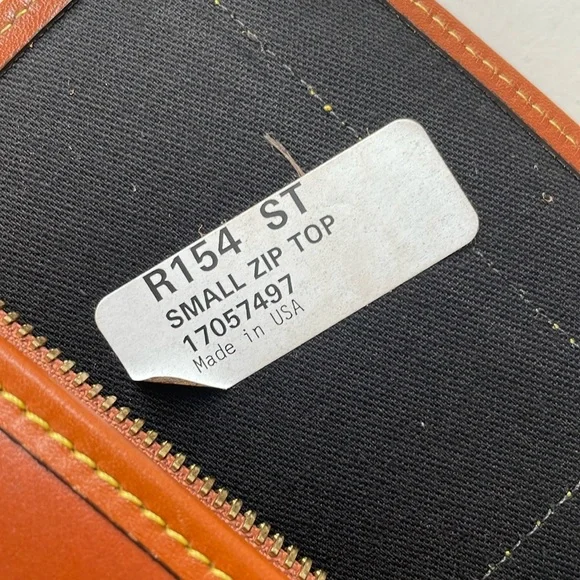 R154 ST
SMALL ZIP TOP
17057497
Made in USA